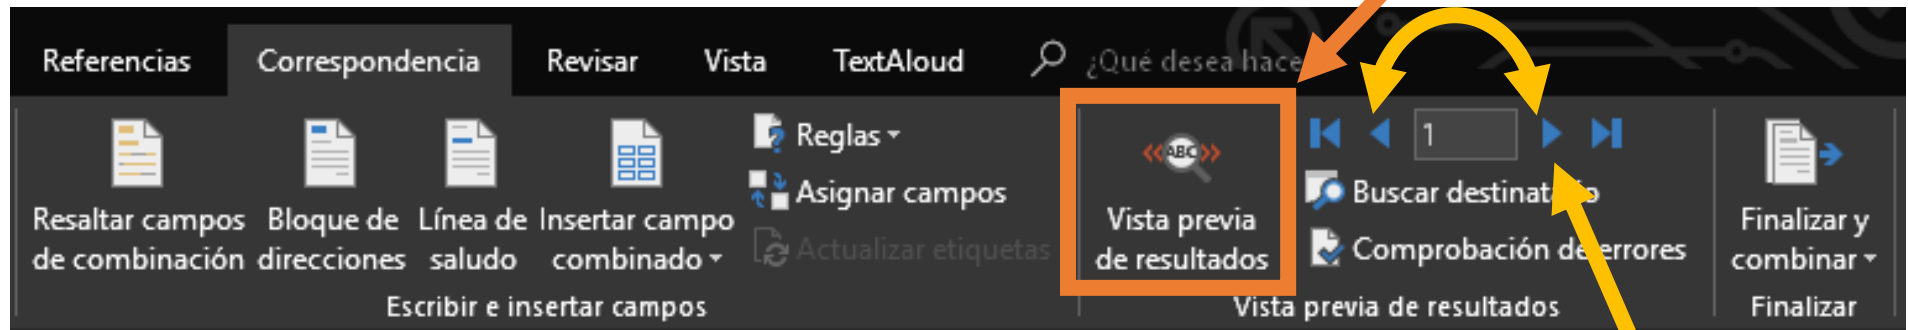 Referencias Correspondencia Revisar Vista TextAloud ¿Qué desea hace
Resaltar campos de combinación
Bloque de direcciones
Línea de saludo
Insertar campo combinado
Reglas
Asignar campos
Actualizar etiquetas
Escribir e insertar campos
«ABC»
Vista previa de resultados
1
Buscar destinatario
Comprobación de errores
Vista previa de resultados
Finalizar y combinar
Finalizar